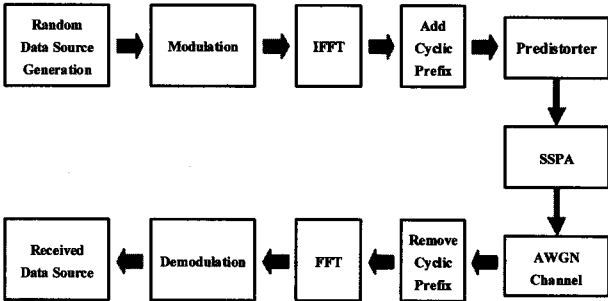 Random
Data Source
Generation
Modulation
IFFT
Add
Cyclic
Prefix
Predistorter
SSPA
AWGN
Channel
Remove
Cyclic
Prefix
FFT
Demodulation
Received
Data Source